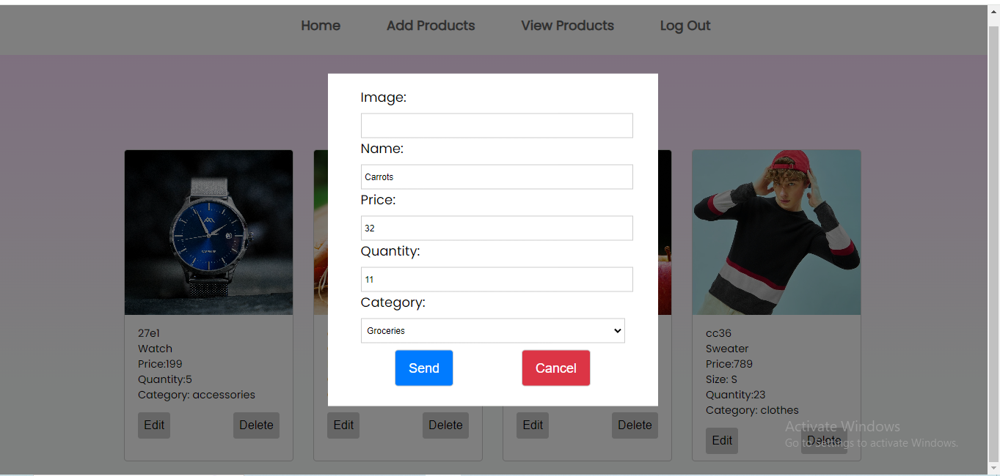 Home Add Products View Products Log Out
Image:
Name:
Carrots
Price:
32
Quantity:
11
Category:
Groceries
Send Cancel
27e1
Watch
Price:199
Quantity:5
Category: accessories
Edit Delete
Edit Delete
Edit Delete
cc36
Sweater
Price:789
Size: S
Quantity:23
Category: clothes
Edit Delete
Activate Windows
Go to Settings to activate Windows.